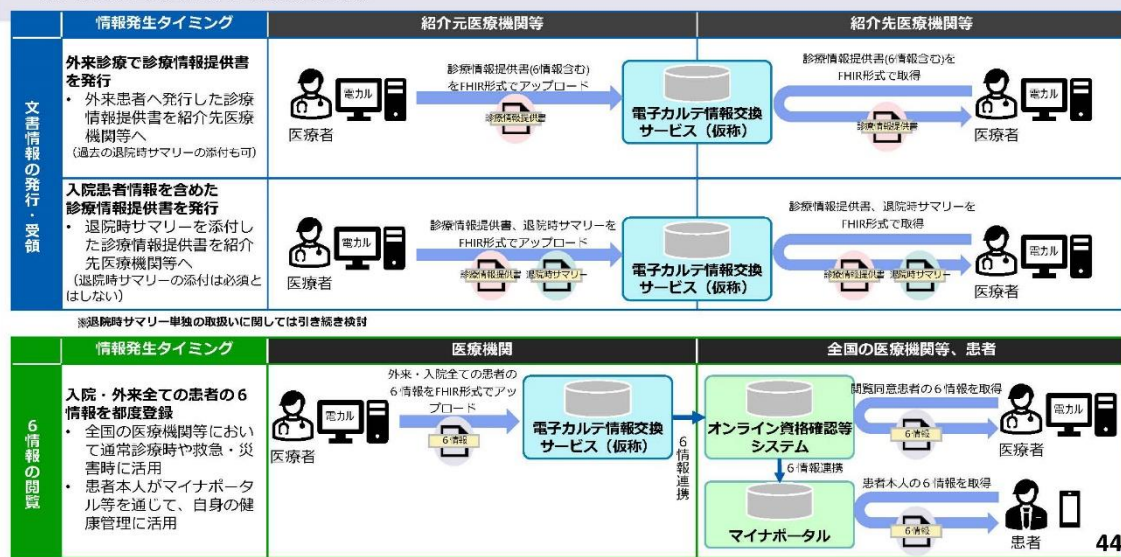 情報発生タイミング
紹介元医療機関等
紹介先医療機関等
文書情報の発行・受領
外来診療で診療情報提供書
を発行
• 外来患者へ発行した診療
情報提供書を紹介先医療
機関等へ
（過去の退院時サマリーの添付も可）
電カル
医療者
診療情報提供書(6情報含む)
をFHIR形式でアップロード
診療情報提供書
電子カルテ情報交換
サービス（仮称）
診療情報提供書(6情報含む)を
FHIR形式で取得
診療情報提供書
電カル
医療者
入院患者情報を含めた
診療情報提供書を発行
• 退院時サマリーを添付し
た診療情報提供書を紹介
先医療機関等へ
（退院時サマリーの添付は必須と
はしない）
電カル
医療者
診療情報提供書、退院時サマリーを
FHIR形式でアップロード
診療情報提供書
退院時サマリー
電子カルテ情報交換
サービス（仮称）
診療情報提供書、退院時サマリーを
FHIR形式で取得
診療情報提供書
退院時サマリー
電カル
医療者
※退院時サマリー単独の取扱いに関しては引き続き検討
情報発生タイミング
医療機関
全国の医療機関等、患者
6情報の閲覧
入院・外来全ての患者の６
情報を都度登録
• 全国の医療機関等におい
て通常診療時や救急・災
害時に活用
• 患者本人がマイナポータ
ル等を通じて、自身の健
康管理に活用
電カル
医療者
外来・入院全ての患者の
６情報をFHIR形式でアッ
プロード
６情報
電子カルテ情報交換
サービス（仮称）
６情報連携
オンライン資格確認等
システム
６情報連携
マイナポータル
閲覧同意患者の６情報を取得
６情報
電カル
医療者
患者本人の６情報を取得
６情報
患者
44